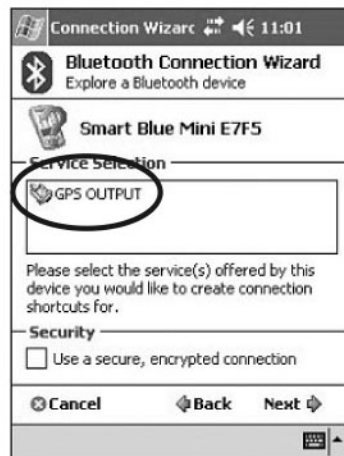 Connection Wizarc 11:01
Bluetooth Connection Wizard
Explore a Bluetooth device
Smart Blue Mini E7F5
Service Selection
GPS OUTPUT
Please select the service(s) offered by this
device you would like to create connection
shortcuts for.
Security
Use a secure, encrypted connection
Cancel Back Next